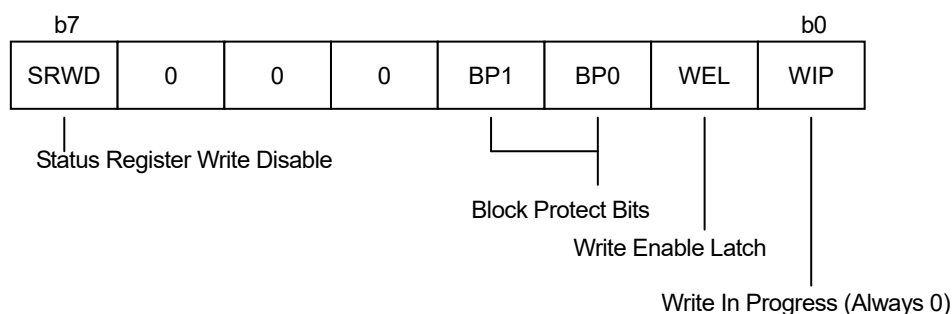 b7 b0
SRWD 0 0 0 BP1 BP0 WEL WIP
Status Register Write Disable
Block Protect Bits
Write Enable Latch
Write In Progress (Always 0)